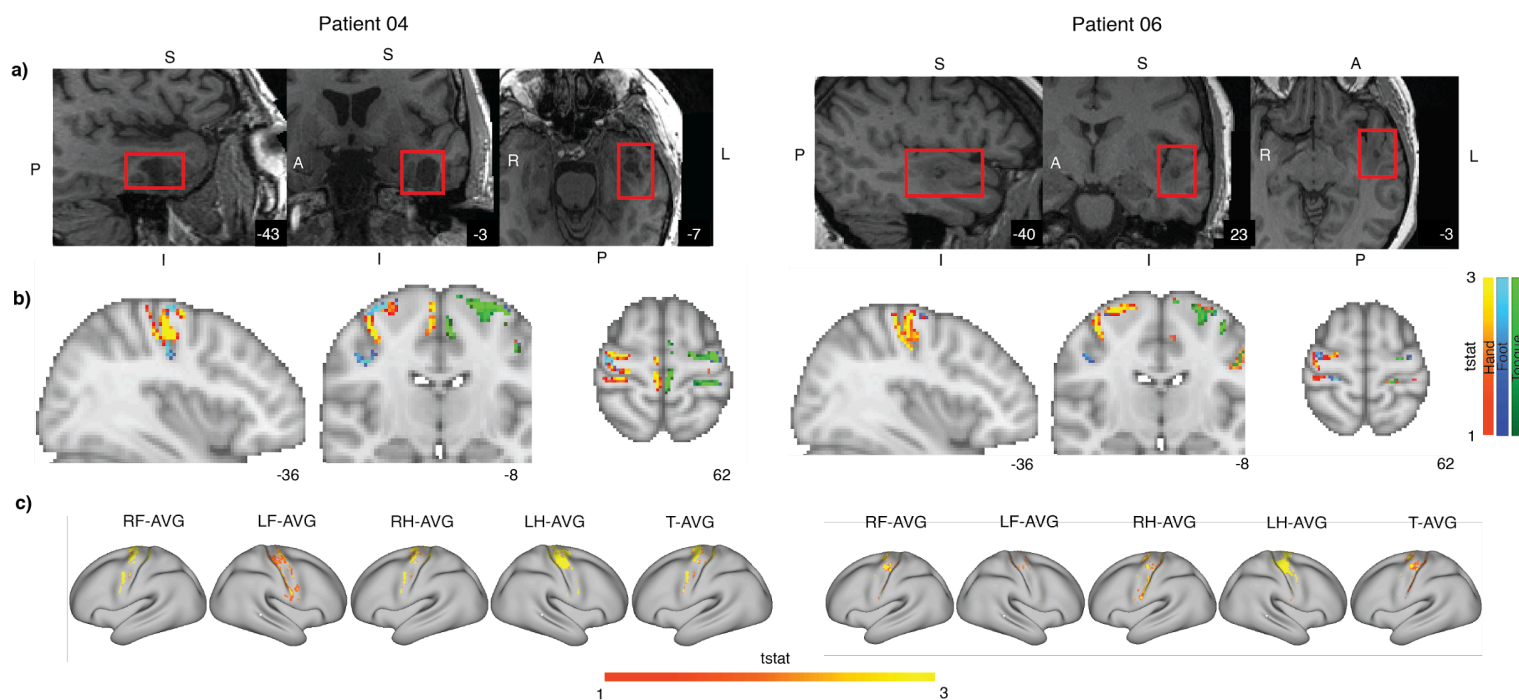 Patient 04
Patient 06
a)
S
S
A
S
S
A
P
A
R
L
P
A
R
L
-43
-3
-7
-40
23
-3
I
I
P
I
I
P
b)
3
tstat
Hand
Foot
Tongue
1
-36
-8
62
-36
-8
62
c)
RF-AVG
LF-AVG
RH-AVG
LH-AVG
T-AVG
RF-AVG
LF-AVG
RH-AVG
LH-AVG
T-AVG
tstat
1
3